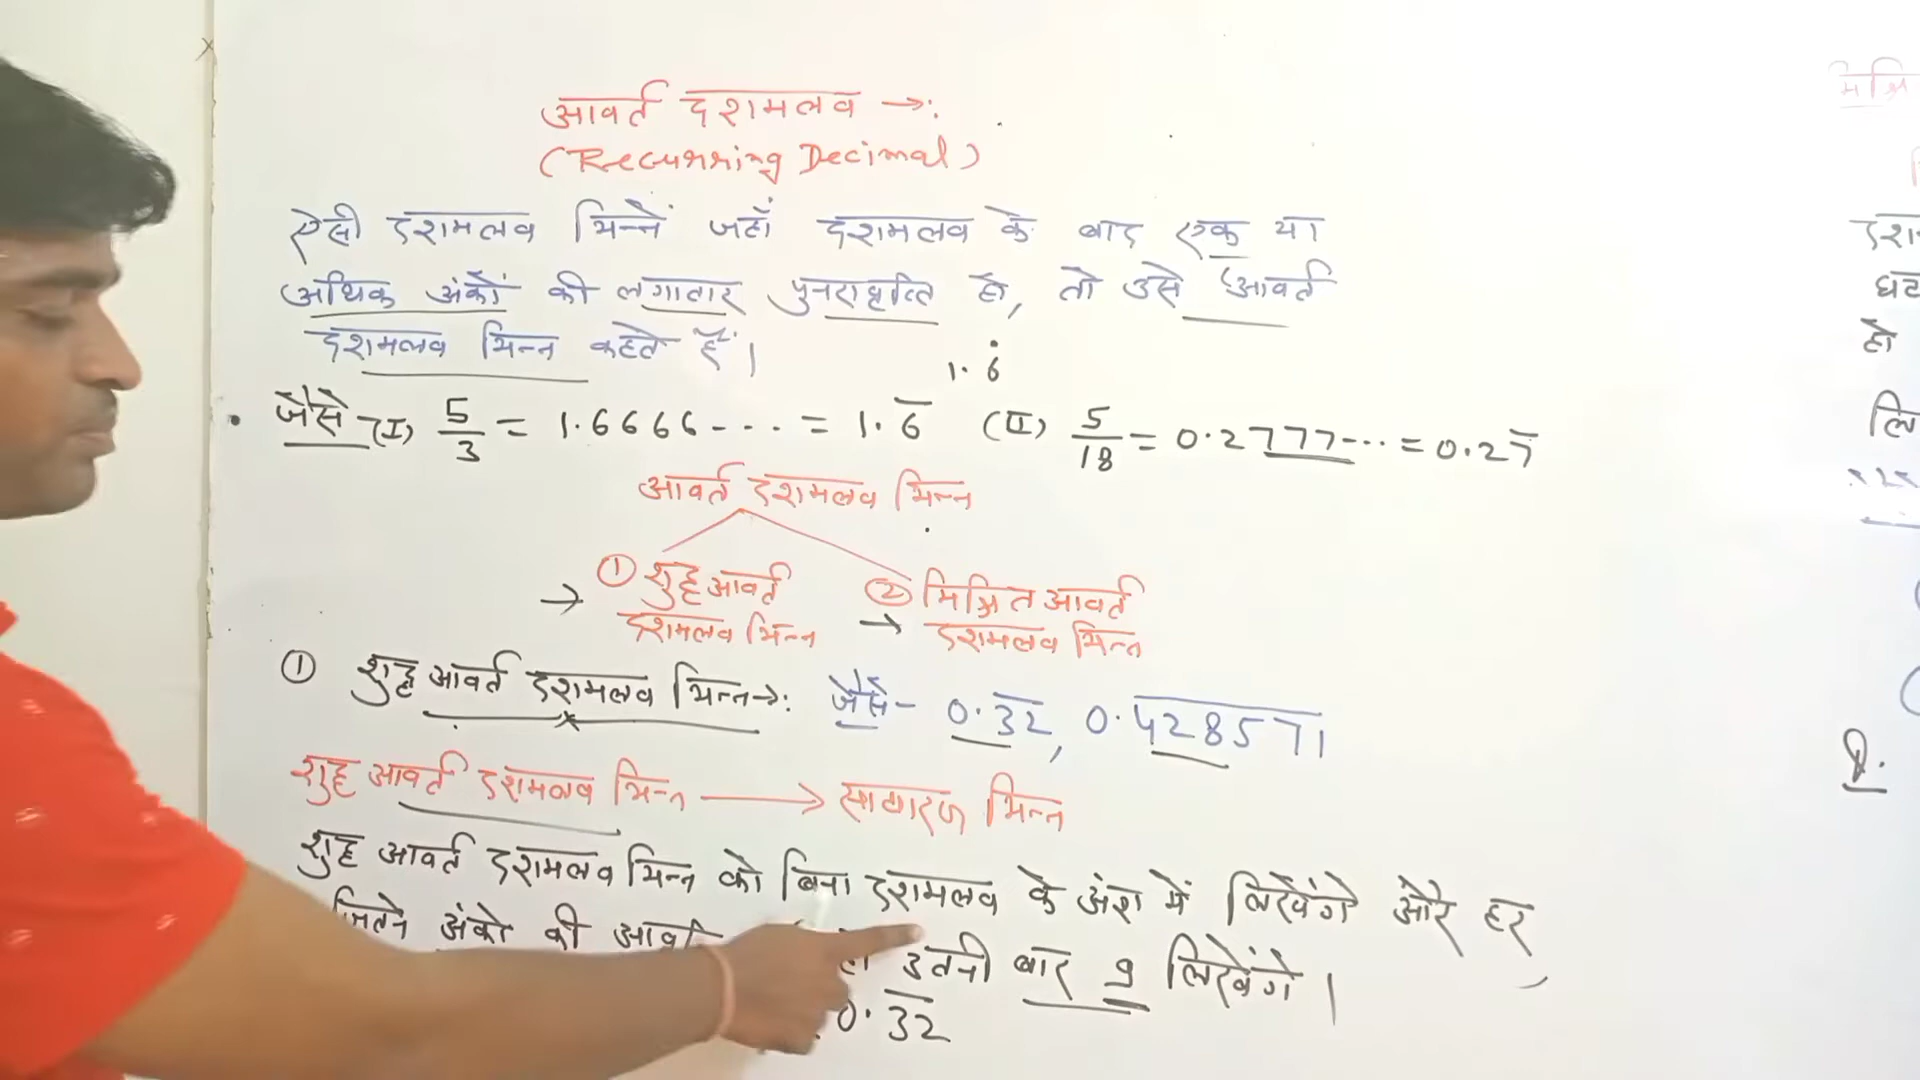 आवर्त दशमलव →:
(Recurring Decimal)
ऐसी दशमलव भिन्नें जहाँ दशमलव के बाद एक या
अधिक अंकों की लगातार पुनरावृत्ति हो, तो उसे आवर्त
दशमलव भिन्न कहते हैं।
1.6̇
जैसे (I) 5/3 = 1.6666--... = 1.6̅ (II) 5/18 = 0.2777-... = 0.27̅
आवर्त दशमलव भिन्न
① शुद्ध आवर्त ② मिश्रित आवर्त
→ दशमलव भिन्न → दशमलव भिन्न
① शुद्ध आवर्त दशमलव भिन्न→: जैसे- 0.3̅2̅, 0.4̅2̅8̅5̅7̅1̅
शुद्ध आवर्त दशमलव भिन्न ⟶ साधारण भिन्न
शुद्ध आवर्त दशमलव भिन्न को बिना दशमलव के अंश में लिखेंगे और हर
जितने अंको की आवर्त उतनी बार 9 लिखेंगे।
0.3̅2̅
मिश्रि
दश
घट
हो
लि
Q.